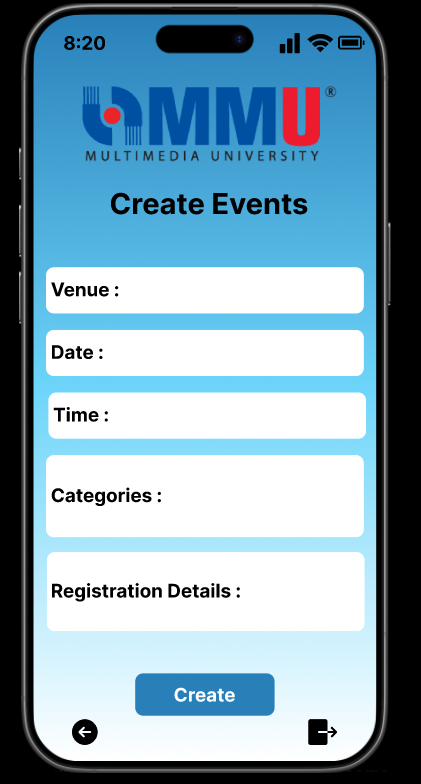 8:20
MMU®
MULTIMEDIA UNIVERSITY
Create Events
Venue :
Date :
Time :
Categories :
Registration Details :
Create